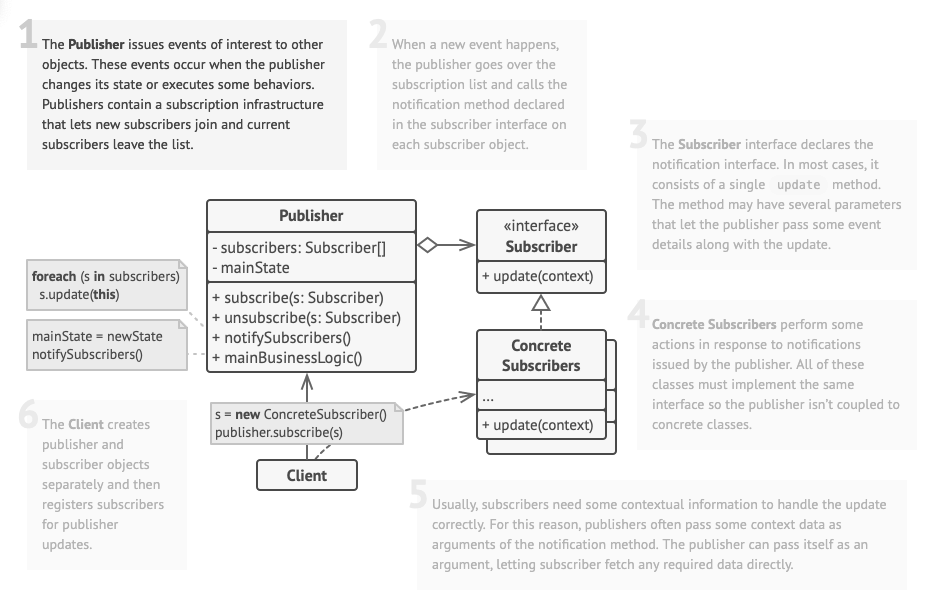 1
The Publisher issues events of interest to other
objects. These events occur when the publisher
changes its state or executes some behaviors.
Publishers contain a subscription infrastructure
that lets new subscribers join and current
subscribers leave the list.
2
When a new event happens,
the publisher goes over the
subscription list and calls the
notification method declared
in the subscriber interface on
each subscriber object.
3
The Subscriber interface declares the
notification interface. In most cases, it
consists of a single update method.
The method may have several parameters
that let the publisher pass some event
details along with the update.
Publisher
- subscribers: Subscriber[]
- mainState
+ subscribe(s: Subscriber)
+ unsubscribe(s: Subscriber)
+ notifySubscribers()
+ mainBusinessLogic()
«interface»
Subscriber
+ update(context)
foreach (s in subscribers)
s.update(this)
mainState = newState
notifySubscribers()
Concrete
Subscribers
...
+ update(context)
4
Concrete Subscribers perform some
actions in response to notifications
issued by the publisher. All of these
classes must implement the same
interface so the publisher isn't coupled to
concrete classes.
s = new ConcreteSubscriber()
publisher.subscribe(s)
Client
6
The Client creates
publisher and
subscriber objects
separately and then
registers subscribers
for publisher
updates.
5
Usually, subscribers need some contextual information to handle the update
correctly. For this reason, publishers often pass some context data as
arguments of the notification method. The publisher can pass itself as an
argument, letting subscriber fetch any required data directly.